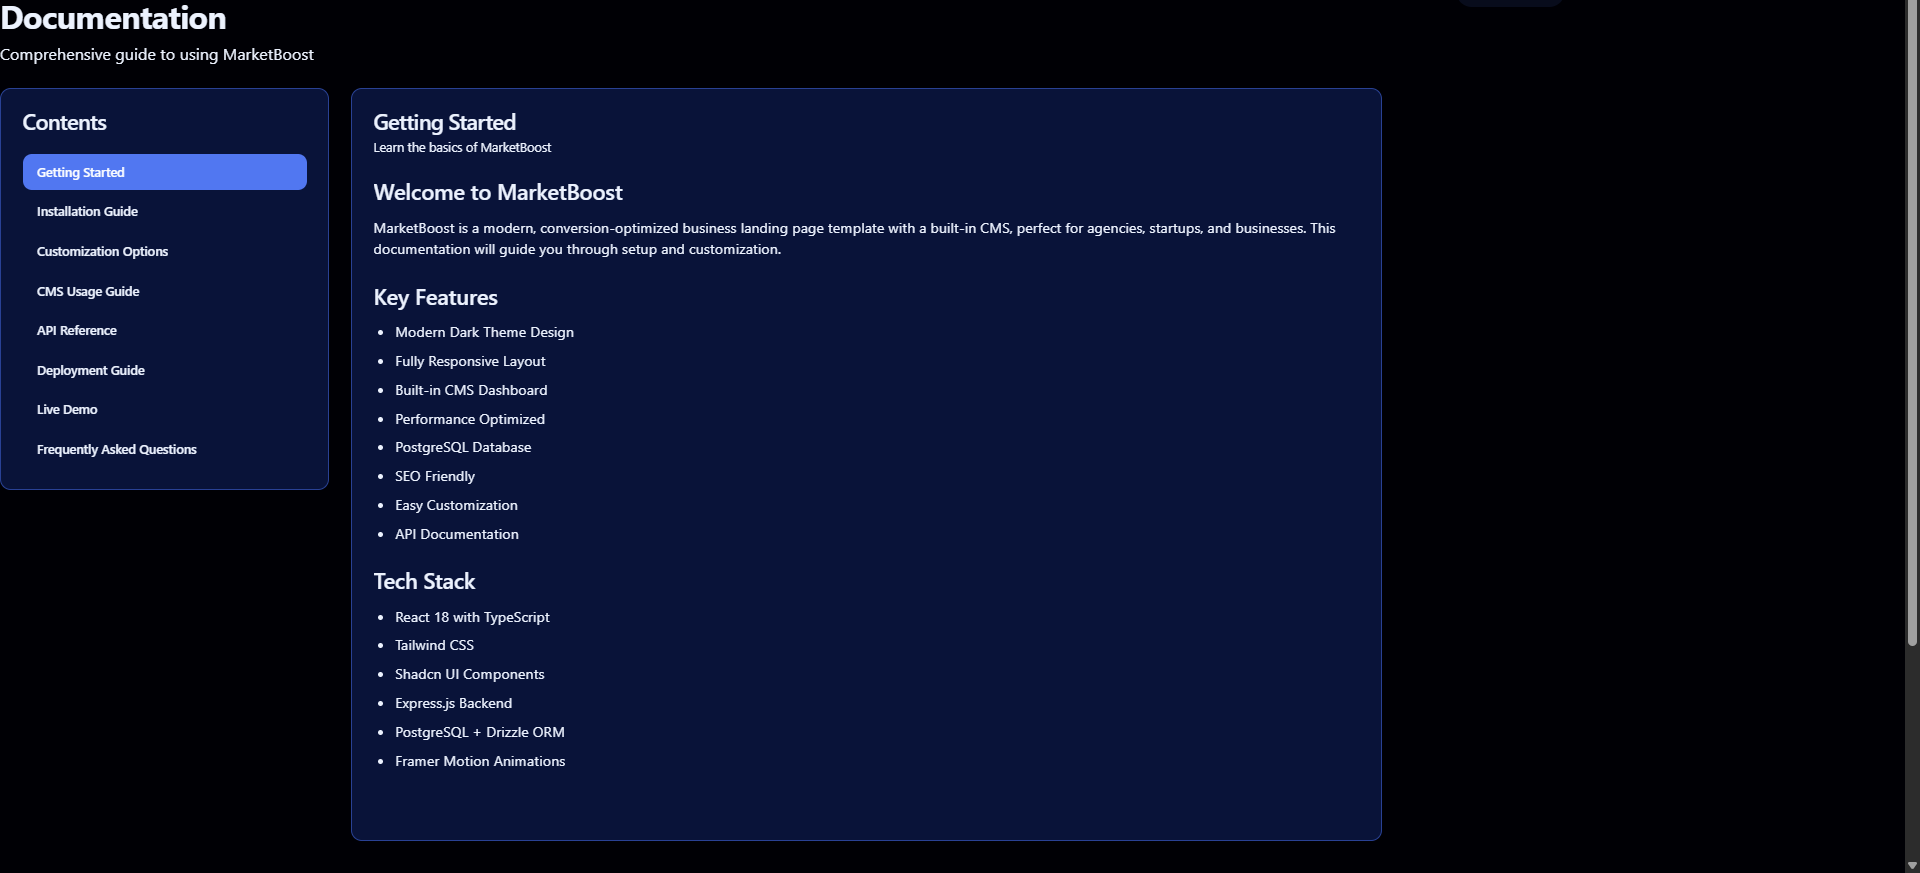 Documentation
Comprehensive guide to using MarketBoost
Contents
Getting Started
Installation Guide
Customization Options
CMS Usage Guide
API Reference
Deployment Guide
Live Demo
Frequently Asked Questions
Getting Started
Learn the basics of MarketBoost
Welcome to MarketBoost
MarketBoost is a modern, conversion-optimized business landing page template with a built-in CMS, perfect for agencies, startups, and businesses. This
documentation will guide you through setup and customization.
Key Features
• Modern Dark Theme Design
• Fully Responsive Layout
• Built-in CMS Dashboard
• Performance Optimized
• PostgreSQL Database
• SEO Friendly
• Easy Customization
• API Documentation
Tech Stack
• React 18 with TypeScript
• Tailwind CSS
• Shadcn UI Components
• Express.js Backend
• PostgreSQL + Drizzle ORM
• Framer Motion Animations